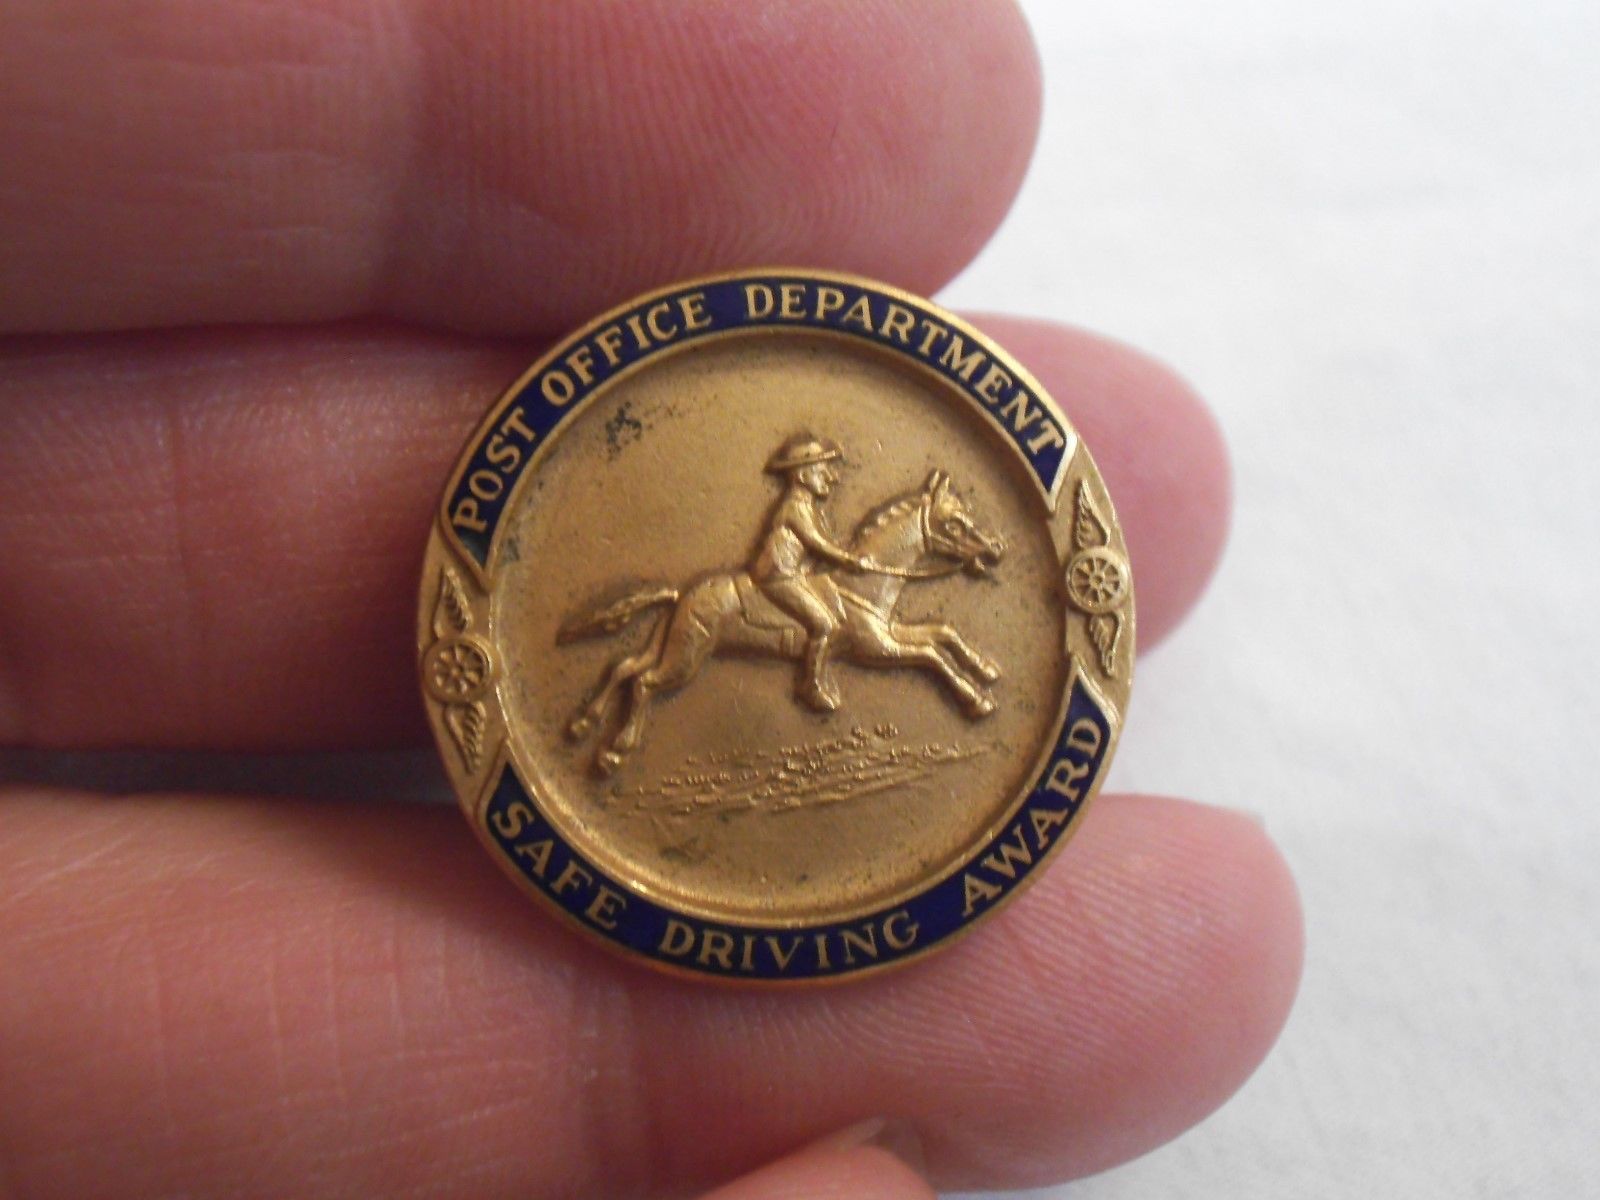 POST OFFICE DEPARTMENT
SAFE DRIVING AWARD